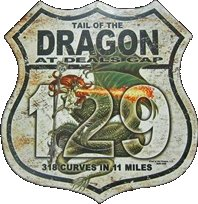 TAIL OF THE
DRAGON
AT DEALS GAP
129
318 CURVES IN 11 MILES